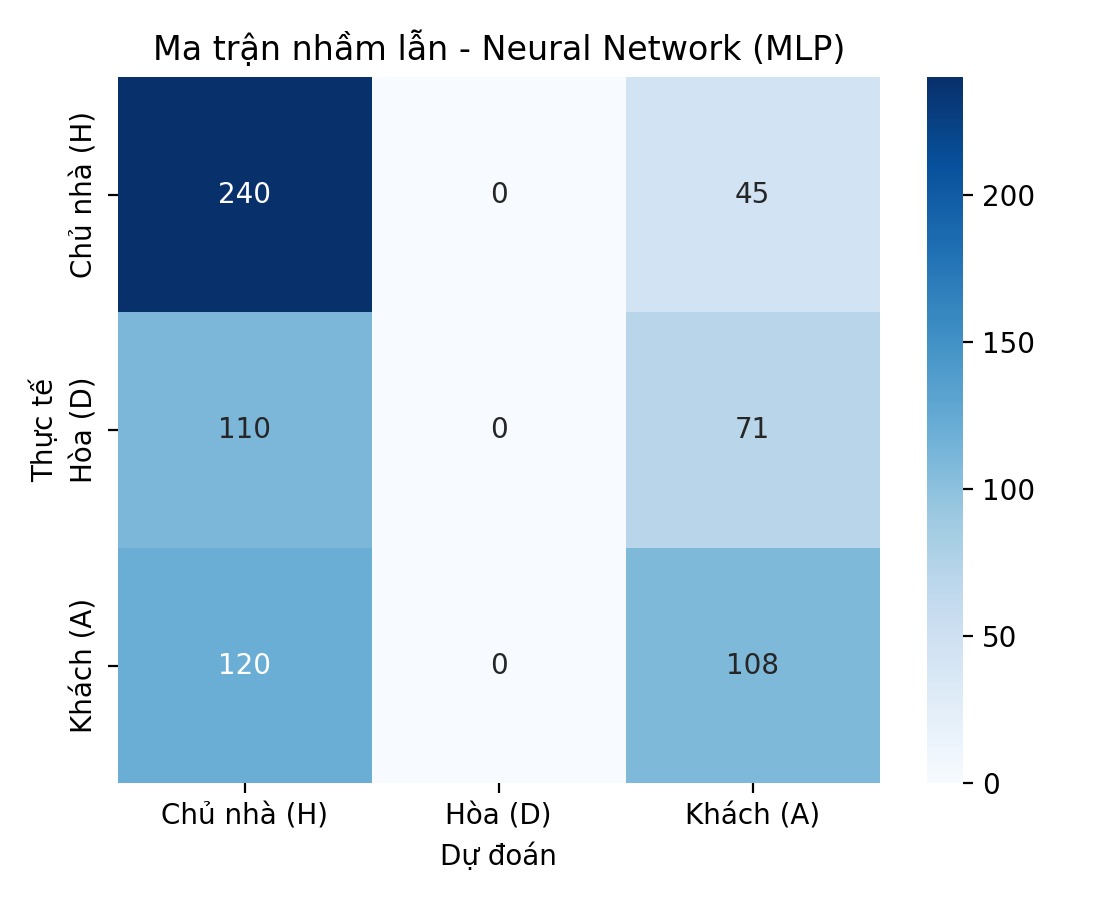 Ma trận nhầm lẫn - Neural Network (MLP)
Thực tế
Chủ nhà (H)
240
0
45
Hòa (D)
110
0
71
Khách (A)
120
0
108
Chủ nhà (H)
Hòa (D)
Khách (A)
Dự đoán
200
150
100
50
0